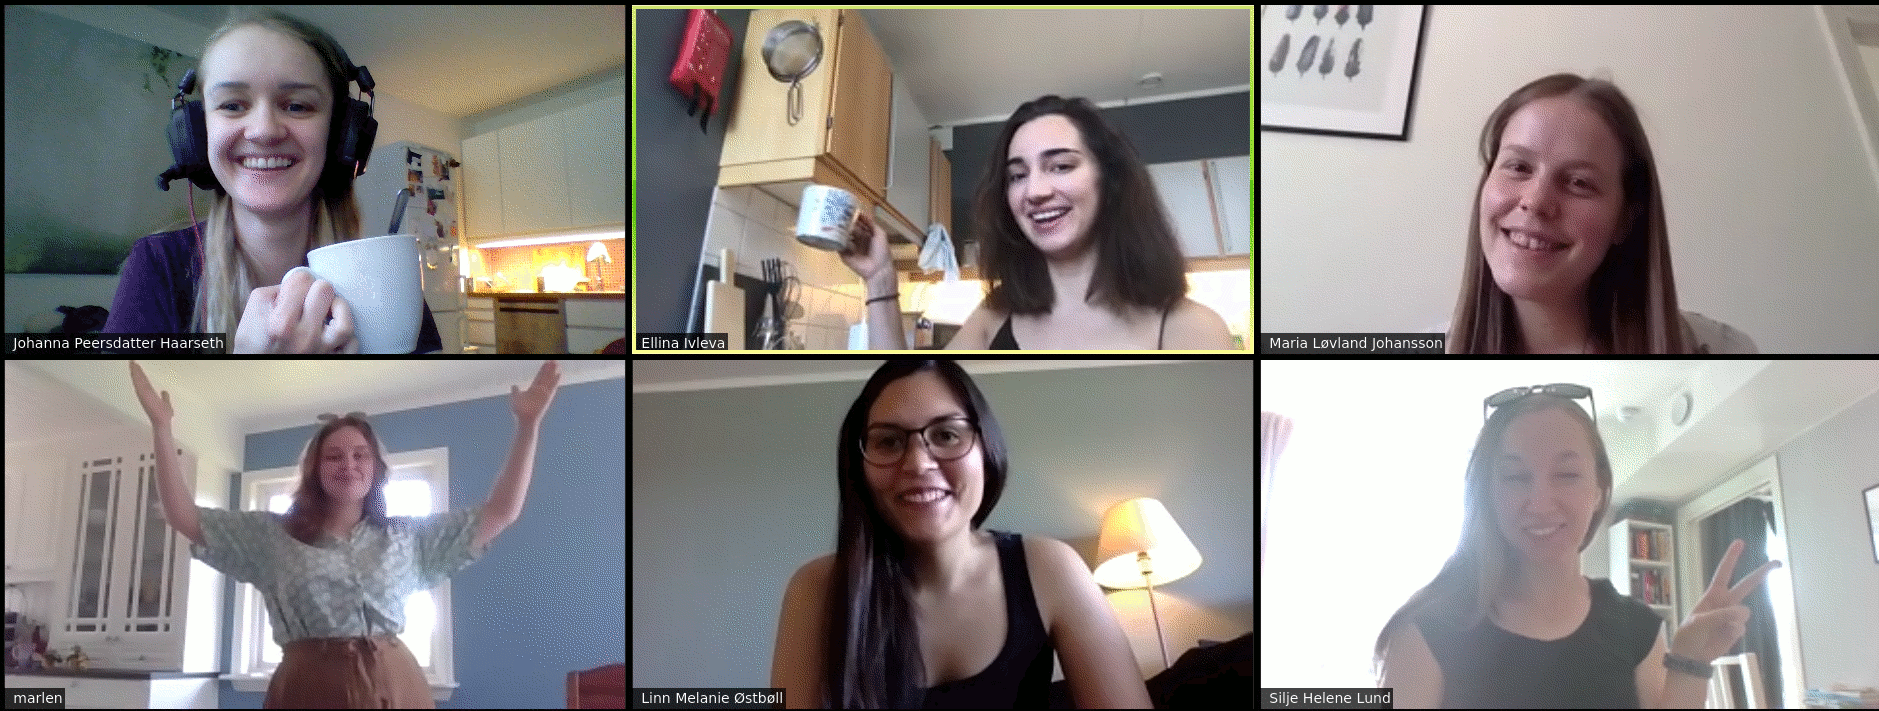 Johanna Peersdatter Haarseth
Ellina Ivleva
Maria Løvland Johansson
marlen
Linn Melanie Østbøll
Silje Helene Lund